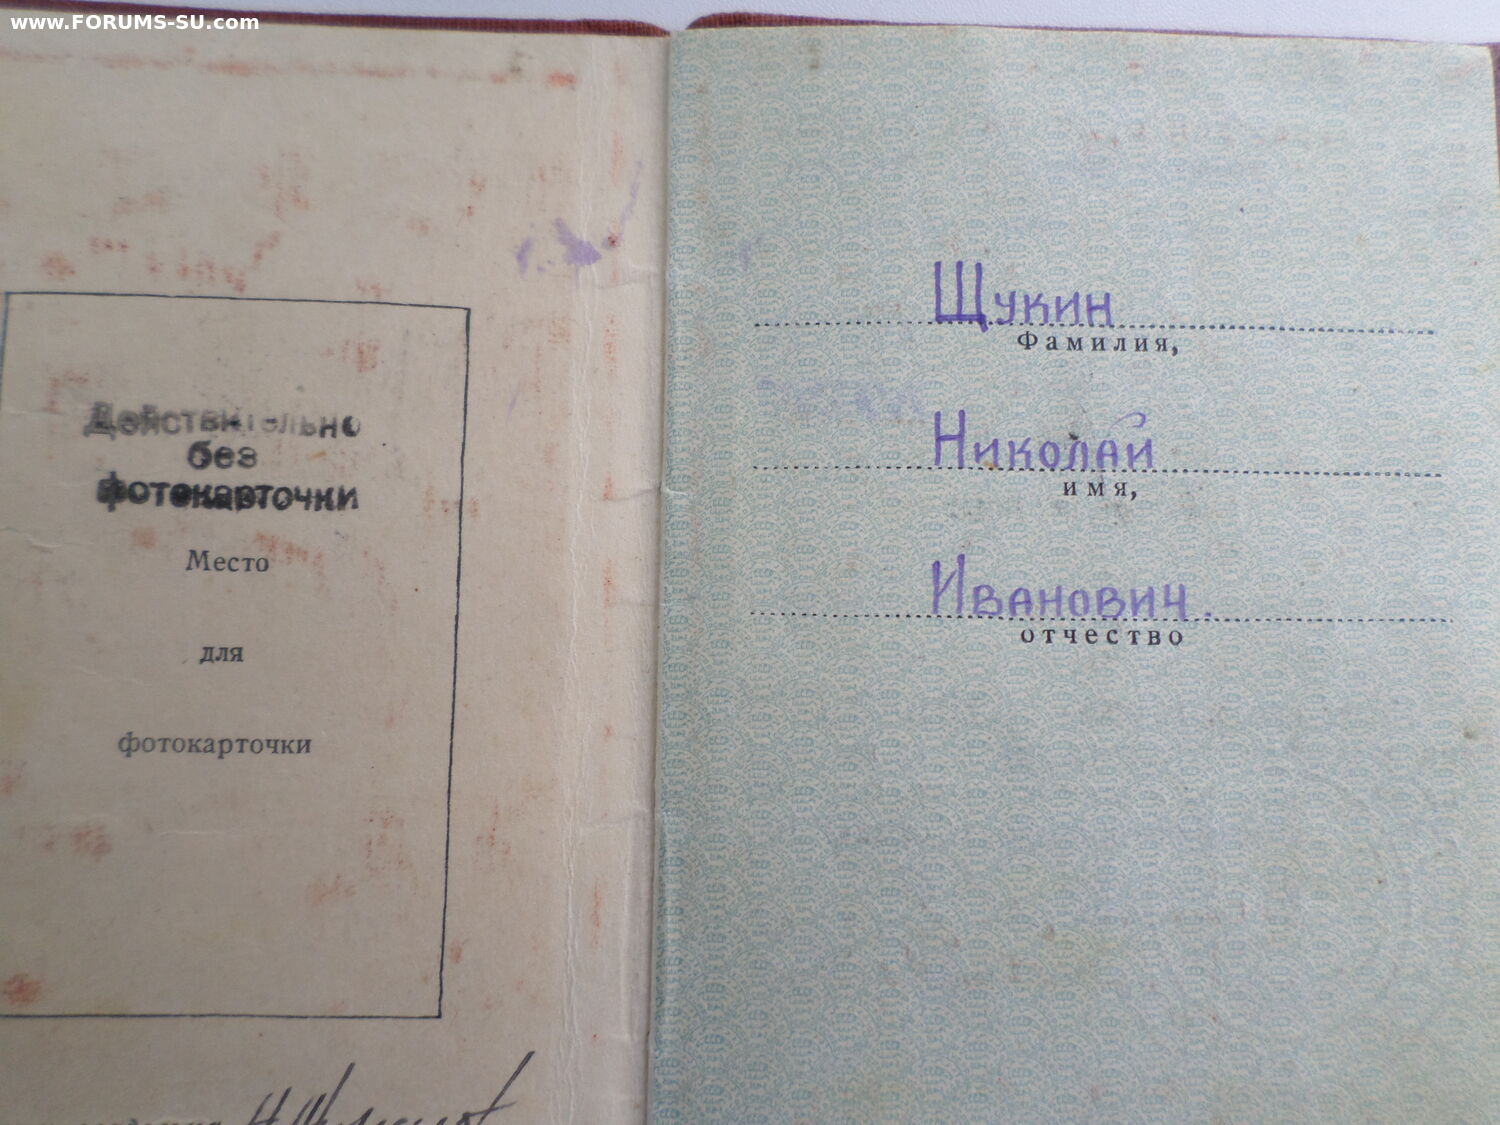 www.FORUMS-SU.com
Действительно
без
фотокарточки
Место
для
фотокарточки
Щукин
Фамилия,
Николай
имя,
Иванович.
отчество